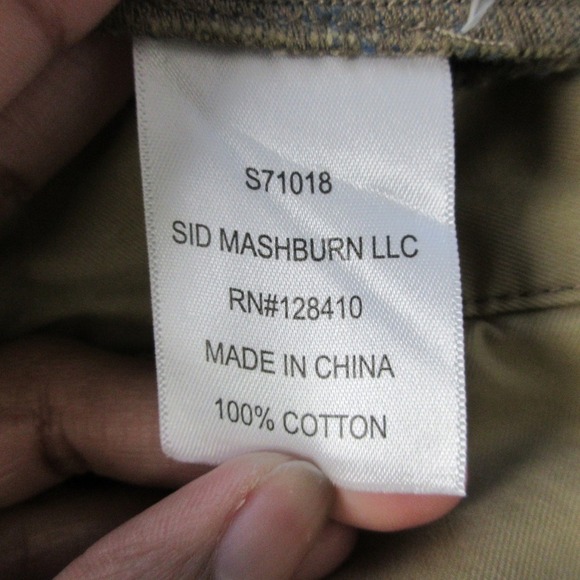 S71018
SID MASHBURN LLC
RN#128410
MADE IN CHINA
100% COTTON